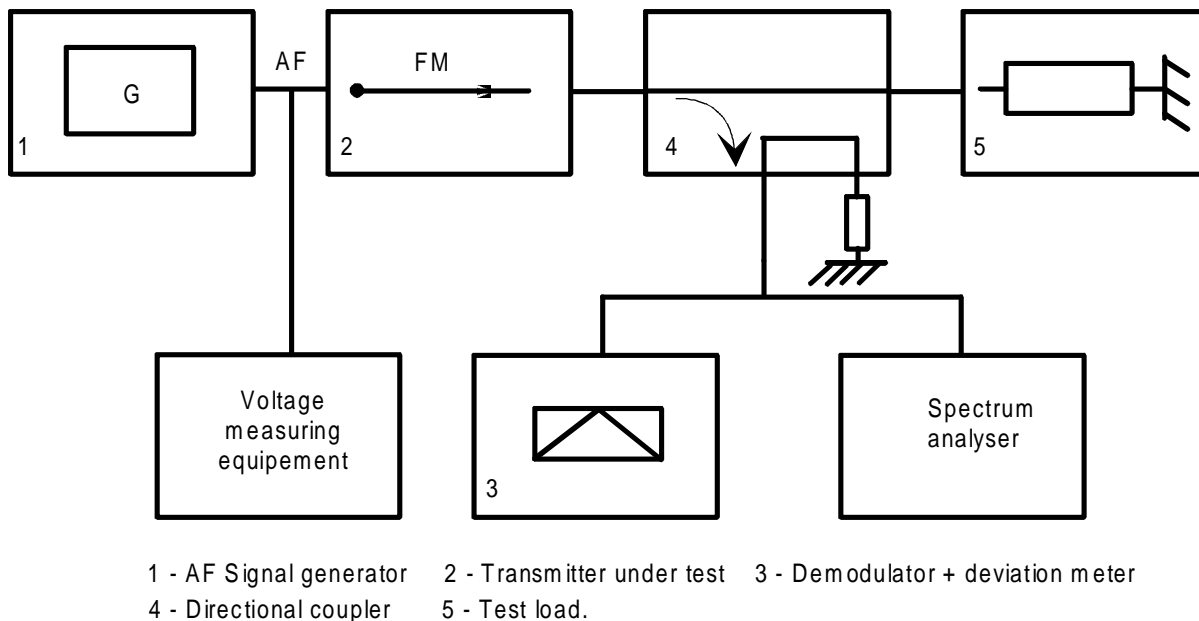 AF
FM
G
1
2
4
5
Voltage
measuring
equipement
3
Spectrum
analyser
1 - AF Signal generator 2 - Transmitter under test 3 - Demodulator + deviation meter
4 - Directional coupler 5 - Test load.